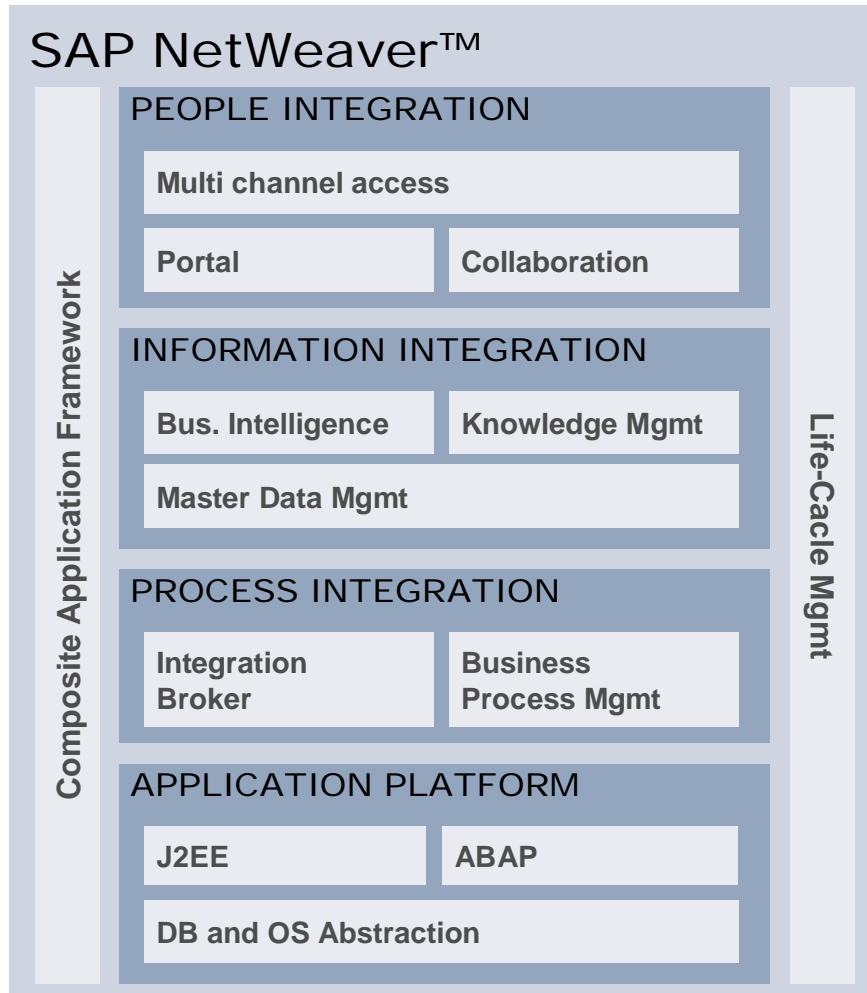 SAP NetWeaver™
PEOPLE INTEGRATION
Multi channel access
Portal
Collaboration
INFORMATION INTEGRATION
Bus. Intelligence
Knowledge Mgmt
Master Data Mgmt
PROCESS INTEGRATION
Integration
Broker
Business
Process Mgmt
APPLICATION PLATFORM
J2EE
ABAP
DB and OS Abstraction
Composite Application Framework
Life-Cacle Mgmt